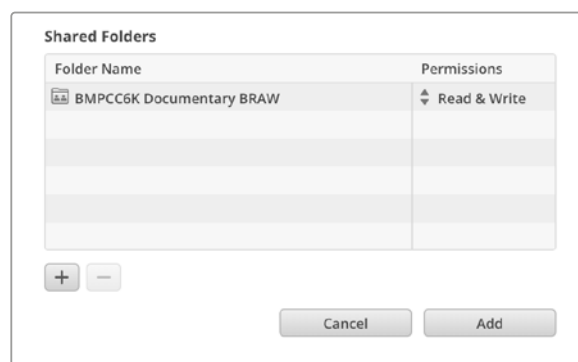 Shared Folders
Folder Name Permissions
BMPCC6K Documentary BRAW Read & Write
+ −
Cancel Add